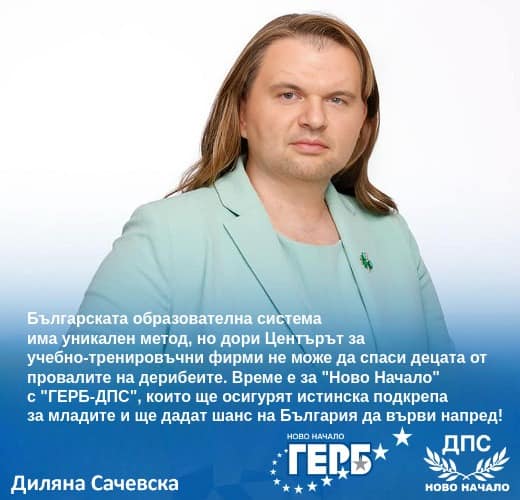 Българската образователна система
има уникален метод, но дори Центърът за
учебно-тренировъчни фирми не може да спаси децата от
провалите на дерибеите. Време е за "Ново Начало"
с "ГЕРБ-ДПС", които ще осигурят истинска подкрепа
за младите и ще дадат шанс на България да върви напред!
НОВО НАЧАЛО
ГЕРБ
ДПС
НОВО НАЧАЛО
Диляна Сачевска